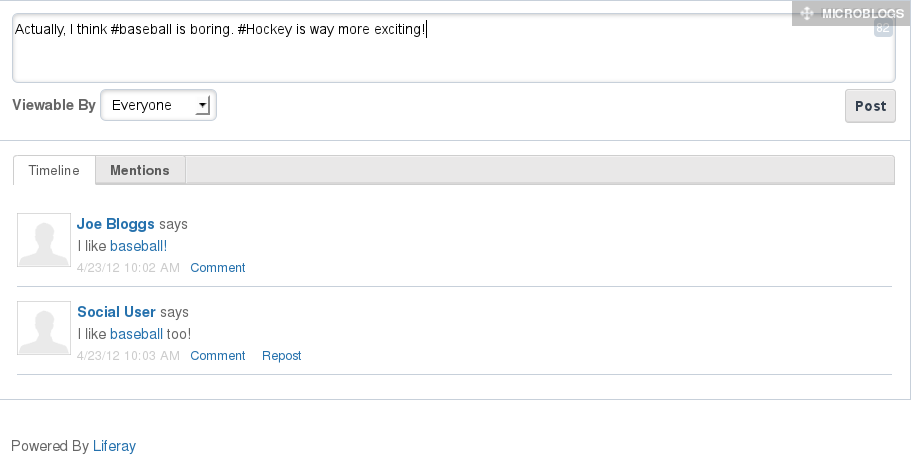 MICROBLOGS
Actually, I think #baseball is boring. #Hockey is way more exciting!
82
Viewable By Everyone
Post
Timeline Mentions
Joe Bloggs says
I like baseball!
4/23/12 10:02 AM Comment
Social User says
I like baseball too!
4/23/12 10:03 AM Comment Repost
Powered By Liferay